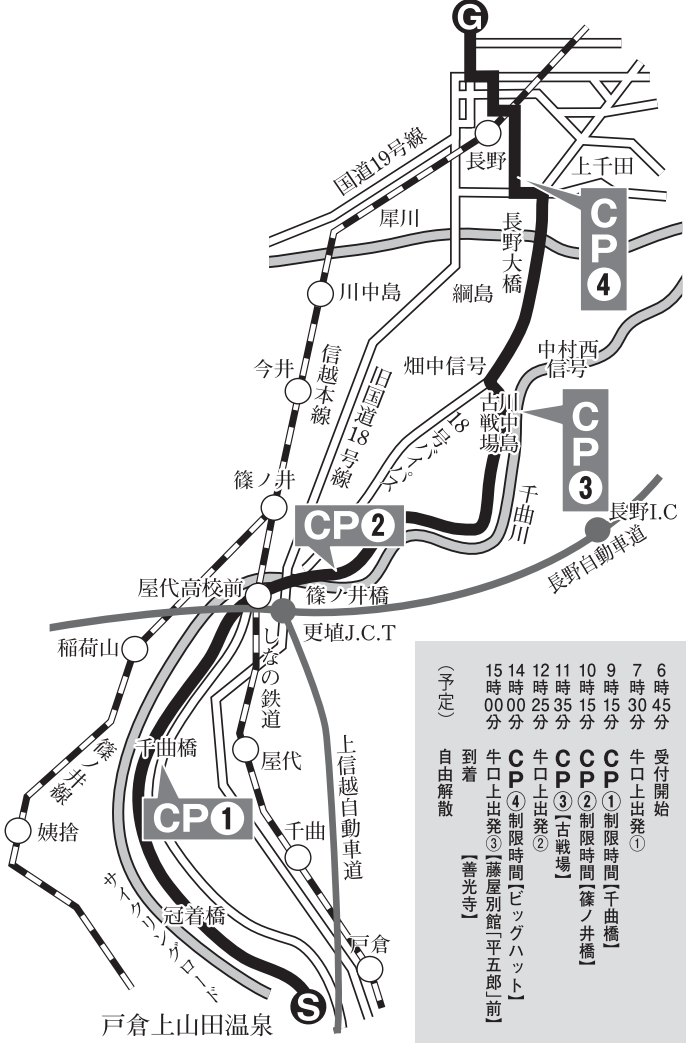 G
国道19号線
長野
上千田
犀川
長野大橋
CP④
川中島
綱島
中村西
信号
今井
信越本線
旧国道18号線
畑中信号
川中島
古戦場
18号バイパス
CP③
篠ノ井
千曲川
長野I.C
CP②
長野自動車道
屋代高校前
篠ノ井橋
更埴J.C.T
稲荷山
しなの鉄道
篠ノ井線
千曲橋
屋代
上信越自動車道
CP①
姨捨
千曲
サイクリングロード
冠着橋
戸倉
S
戸倉上山田温泉
6時45分 受付開始
7時30分 牛口上出発①
9時15分 CP①制限時間【千曲橋】
10時15分 CP②制限時間【篠ノ井橋】
11時35分 CP③【古戦場】
12時25分 牛口上出発②
14時00分 CP④制限時間【ビッグハット】
15時00分 牛口上出発③【藤屋別館「平五郎」前】
到着 【善光寺】
(予定) 自由解散